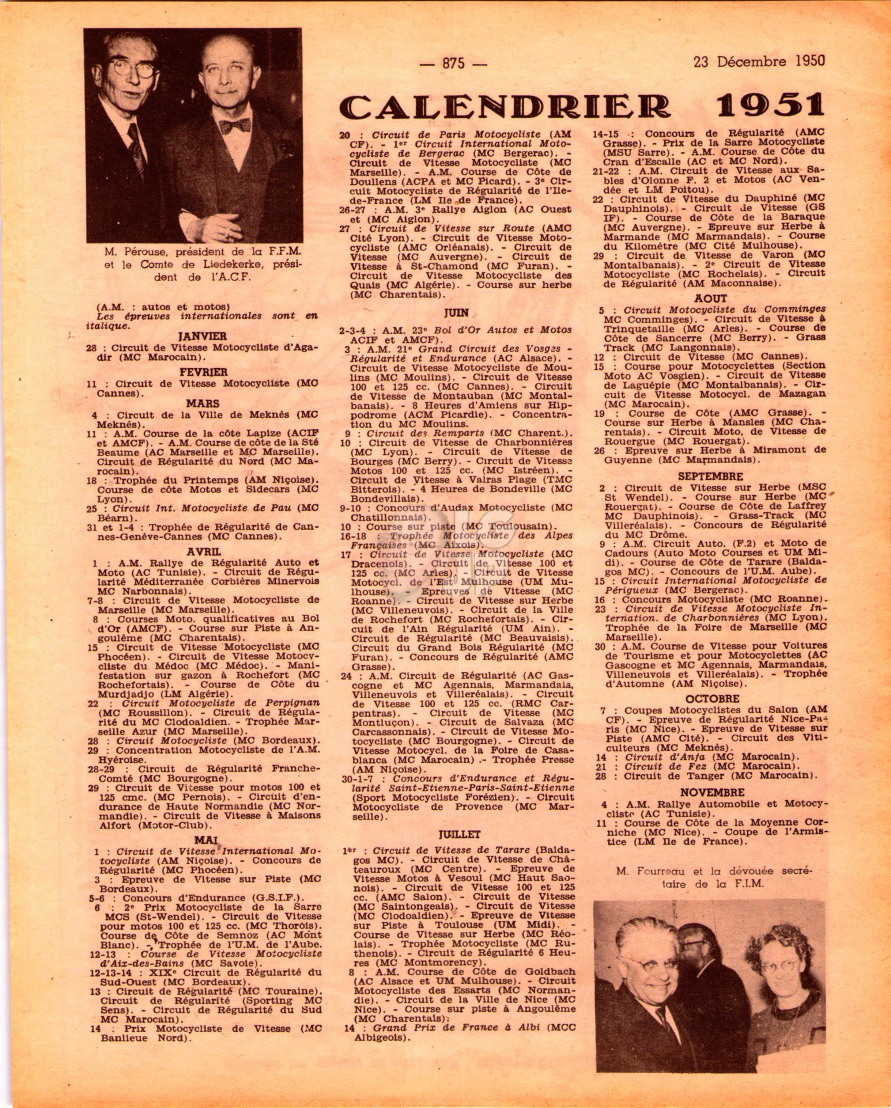 — 875 —
23 Décembre 1950
CALENDRIER 1951
M. Pérouse, président de la F.F.M.
et le Comte de Liedekerke, prési-
dent de l'A.C.F.
(A.M. : autos et motos)
Les épreuves internationales sont en
italique.
JANVIER
28 : Circuit de Vitesse Motocycliste d'Aga-
dir (MC Marocain).
FEVRIER
11 : Circuit de Vitesse Motocycliste (MC
Cannes).
MARS
4 : Circuit de la Ville de Meknès (MC
Meknès).
11 : A.M. Course de la côte Lapize (ACIF
et AMCF). - A.M. Course de côte de la Sté
Beaume (AC Marseille et MC Marseille).
Circuit de Régularité du Nord (MC Ma-
rocain).
18 : Trophée du Printemps (AM Niçoise).
Course de côte Motos et Sidecars (MC
Lyon).
25 : Circuit Int. Motocycliste de Pau (MC
Béarn).
31 et 1-4 : Trophée de Régularité de Can-
nes-Genève-Cannes (MC Cannes).
AVRIL
1 : A.M. Rallye de Régularité Auto et
Moto (AC Tunisie). - Circuit de Régu-
larité Méditerranée Corbières Minervois
MC Narbonnais).
7-8 : Circuit de Vitesse Motocycliste de
Marseille (MC Marseille).
8 : Courses Moto. qualificatives au Bol
d'Or (AMCF). - Course sur Piste à An-
goulême (MC Charentais).
15 : Circuit de Vitesse Motocycliste (MC
Phocéen). - Circuit de Vitesse Motocy-
cliste du Médoc (MC Médoc). - Mani-
festation sur gazon à Rochefort (MC
Rochefortais). - Course de Côte du
Murdjadjo (LM Algérie).
22 : Circuit Motocycliste de Perpignan
(MC Roussillon). - Circuit de Régula-
rité du MC Clodoaldien). - Trophée Mar-
seille Azur (MC Marseille).
28 : Circuit Motocycliste (MC Bordeaux).
29 : Concentration Motocycliste de l'A.M.
Hyéroise.
28-29 : Circuit de Régularité Franche-
Comté (MC Bourgogne).
29 : Circuit de Vitesse pour motos 100 et
125 cmc. (MC Pernois). - Circuit d'en-
durance de Haute Normandie (MC Nor-
mandie). - Circuit de Vitesse à Maisons
Alfort (Motor-Club).
MAI
1 : Circuit de Vitesse International Mo-
tocycliste (AM Niçoise). - Concours de
Régularité (MC Phocéen).
3 : Epreuve de Vitesse sur Piste (MC
Bordeaux).
5-6 : Concours d'Endurance (G.S.I.F.).
6 : 2e Prix Motocycliste de la Sarre
MCS (St-Wendel). - Circuit de Vitesse
pour motos 100 et 125 cc. (MC Thoróis).
Course de Côte de Semnoz (AC Mont
Blanc). - Trophée de l'U.M. de l'Aube.
12-13 : Course de Vitesse Motocycliste
d'Aix-des-Bains (MC Savoie).
12-13-14 : XIXe Circuit de Régularité du
Sud-Ouest (MC Bordeaux).
13 : Circuit de Régularité (MC Touraine).
Circuit de Régularité (Sporting MC
Sens). - Circuit de Régularité du Sud
MC Marocain).
14 : Prix Motocycliste de Vitesse (MC
Banlieue Nord).
20 : Circuit de Paris Motocycliste (AM
CF). - 1er Circuit International Moto-
cycliste de Bergerac (MC Bergerac). -
Circuit de Vitesse Motocycliste (MC
Marseille). - A.M. Course de Côte de
Doullens (ACPA et MC Picard). - 3e Cir-
cuit Motocycliste de Régularité de l'Ile-
de-France (LM Ile de France).
26-27 : A.M. 3e Rallye Aiglon (AC Ouest
et (MC Aiglon).
27 : Circuit de Vitesse sur Route (AMC
Cité Lyon). - Circuit de Vitesse Moto-
cycliste (AMC Orléanais). - Circuit de
Vitesse (MC Auvergne). - Circuit de
Vitesse à St-Chamond (MC Furan). -
Circuit de Vitesse Motocycliste des
Quais (MC Algérie). - Course sur herbe
(MC Charentais).
JUIN
2-3-4 : A.M. 23e Bol d'Or Autos et Motos
ACIF et AMCF).
3 : A.M. 21e Grand Circuit des Vosges -
Régularité et Endurance (AC Alsace). -
Circuit de Vitesse Motocycliste de Mou-
lins (MC Moulins). - Circuit de Vitesse
100 et 125 cc. (MC Cannes). - Circuit
de Vitesse de Montauban (MC Montal-
banais). - 8 Heures d'Amiens sur Hip-
podrome (ACM Picardie). - Concentra-
tion du MC Moulins.
9 : Circuit des Remparts (MC Charent.).
10 : Circuit de Vitesse de Charbonnières
(MC Lyon). - Circuit de Vitesse de
Bourges (MC Berry). - Circuit de Vitesse
Motos 100 et 125 cc. (MC Istréen). -
Circuit de Vitesse à Valras Plage (TMC
Bitterois). - 4 Heures de Bondeville (MC
Bondevillais).
9-10 : Concours d'Audax Motocycliste (MC
Chatillonnais).
10 : Course sur piste (MC Toulousain).
16-18 : Trophée Motocycliste des Alpes
Françaises (MC Aixois).
17 : Circuit de Vitesse Motocycliste (MC
Dracenois). - Circuit de Vitesse 100 et
125 cc. (MC Arles). - Circuit de Vitesse
Motocycl. de l'Est Mulhouse (UM Mu-
lhouse). - Epreuves de Vitesse (MC
Roanne). - Circuit de Vitesse sur Herbe
(MC Villeneuvois). - Circuit de la Ville
de Rochefort (MC Rochefortais). - Cir-
cuit de l'Ain Régularité (UM Ain). -
Circuit de Régularité (MC Beauvaisis).
Circuit du Grand Bois Régularité (MC
Furan). - Concours de Régularité (AMC
Grasse).
24 : A.M. Circuit de Régularité (AC Gas-
cogne et MC Agennais, Marmandais,
Villeneuvois et Villeréalais). - Circuit
de Vitesse 100 et 125 cc. (RMC Car-
pentras). - Circuit de Vitesse (MC
Montluçon). - Circuit de Salvaza (MC
Carcassonnais). - Circuit de Vitesse Mo-
tocycliste (MC Bourgogne). - Circuit de
Vitesse Motocycl. de la Foire de Casa-
blanca (MC Marocain) .- Trophée Presse
(AM Niçoise).
30-1-7 : Concours d'Endurance et Régu-
larité Saint-Etienne-Paris-Saint-Etienne
(Sport Motocycliste Forézien). - Circuit
Motocycliste de Provence (MC Mar-
seille).
JUILLET
1er : Circuit de Vitesse de Tarare (Balda-
gos MC). - Circuit de Vitesse de Châ-
teauroux (MC Centre). - Epreuve de
Vitesse Motos à Vesoul (MC Haut Sao-
nois). - Circuit de Vitesse 100 et 125
cc. (AMC Salon). - Circuit de Vitesse
(MC Saintongeais). - Circuit de Vitesse
(MC Clodoaldien). - Epreuve de Vitesse
sur Piste à Toulouse (UM Midi). -
Course de Vitesse sur Herbe (MC Réo-
lais). - Trophée Motocycliste (MC Ru-
thenois). - Circuit de Régularité 6 Heu-
res (MC Montmorency).
8 : A.M. Course de Côte de Goldbach
(AC Alsace et UM Mulhouse). - Circuit
Motocycliste des Essarts (MC Norman-
die). - Circuit de la Ville de Nice (MC
Nice). - Course sur piste à Angoulême
(MC Charentais).
14 : Grand Prix de France à Albi (MCC
Albigeois).
14-15 : Concours de Régularité (AMC
Grasse). - Prix de la Sarre Motocycliste
(MSU Sarre). - A.M. Course de Côte du
Cran d'Escalle (AC et MC Nord).
21-22 : A.M. Circuit de Vitesse aux Sa-
bles d'Olonne F. 2 et Motos (AC Ven-
dée et LM Poitou).
22 : Circuit de Vitesse du Dauphiné (MC
Dauphinois). - Circuit de Vitesse (GS
IF). - Course de Côte de la Baraque
(MC Auvergne). - Epreuve sur Herbe à
Marmande (MC Marmandais). - Course
du Kilomètre (MC Cité Mulhouse).
29 : Circuit de Vitesse de Varon (MC
Montalbanais). - 2e Circuit de Vitesse
Motocycliste (MC Rochelais). - Circuit
de Régularité (AM Maconnaise).
AOUT
5 : Circuit Motocycliste du Comminges
MC Comminges). - Circuit de Vitesse à
Trinquetaille (MC Arles). - Course de
Côte de Sancerre (MC Berry). - Grass
Track (MC Langonnais).
12 : Circuit de Vitesse (MC Cannes).
15 : Course pour Motocyclettes (Section
Moto AC Vosgien). - Circuit de Vitesse
de Laguépie (MC Montalbanais). - Cir-
cuit de Vitesse Motocycl. de Mazagan
(MC Marocain).
19 : Course de Côte (AMC Grasse). -
Course sur Herbe à Mansles (MC Cha-
rentais). - Circuit Moto, de Vitesse de
Rouergue (MC Rouergat).
26 : Epreuve sur Herbe à Miramont de
Guyenne (MC Marmandais).
SEPTEMBRE
2 : Circuit de Vitesse sur Herbe (MSC
St Wendel). - Course sur Herbe (MC
Rouergat). - Course de Côte de Laffrey
MC Dauphinois). - Grass-Track (MC
Villeréalais). - Concours de Régularité
du MC Drôme.
9 : A.M. Circuit Auto. (F.2) et Moto de
Cadours (Auto Moto Courses et UM Mi-
di). - Course de Côte de Tarare (Balda-
gos MC). - Concours de l'U.M. Aube).
15 : Circuit International Motocycliste de
Périgueux (MC Bergerac).
16 : Concours Motocycliste (MC Roanne).
23 : Circuit de Vitesse Motocycliste In-
ternation. de Charbonnières (MC Lyon).
Trophée de la Foire de Marseille (MC
Marseille).
30 : A.M. Course de Vitesse pour Voitures
de Tourisme et pour Motocyclettes (AC
Gascogne et MC Agennais, Marmandais,
Villeneuvois et Villeréalais). - Trophée
d'Automne (AM Niçoise).
OCTOBRE
7 : Coupes Motocyclistes du Salon (AM
CF). - Epreuve de Régularité Nice-Pa-
ris (MC Nice). - Epreuve de Vitesse sur
Piste (AMC Cité). - Circuit des Viti-
culteurs (MC Meknès).
14 : Circuit d'Anfa (MC Marocain).
21 : Circuit de Fez (MC Marocain).
28 : Circuit de Tanger (MC Marocain).
NOVEMBRE
4 : A.M. Rallye Automobile et Motocy-
cliste (AC Tunisie).
11 : Course de Côte de la Moyenne Cor-
niche (MC Nice). - Coupe de l'Armis-
tice (LM Ile de France).
M. Fourreau et la dévouée secré-
taire de la F.I.M.